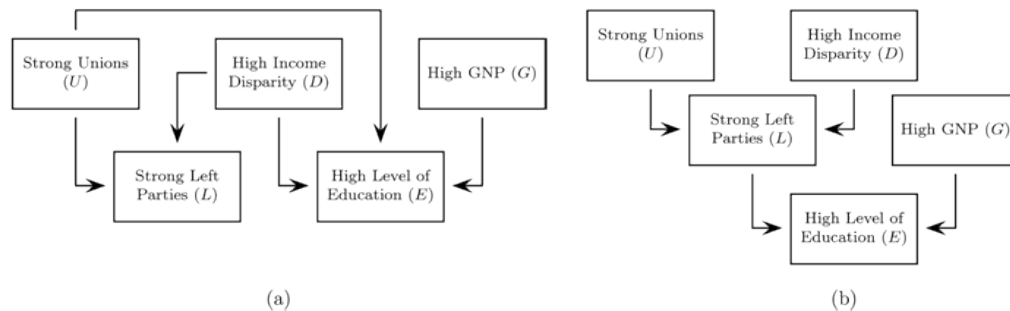 Strong Unions
(U)
High Income
Disparity (D)
High GNP (G)
Strong Left
Parties (L)
High Level of
Education (E)
(a)
Strong Unions
(U)
High Income
Disparity (D)
Strong Left
Parties (L)
High GNP (G)
High Level of
Education (E)
(b)